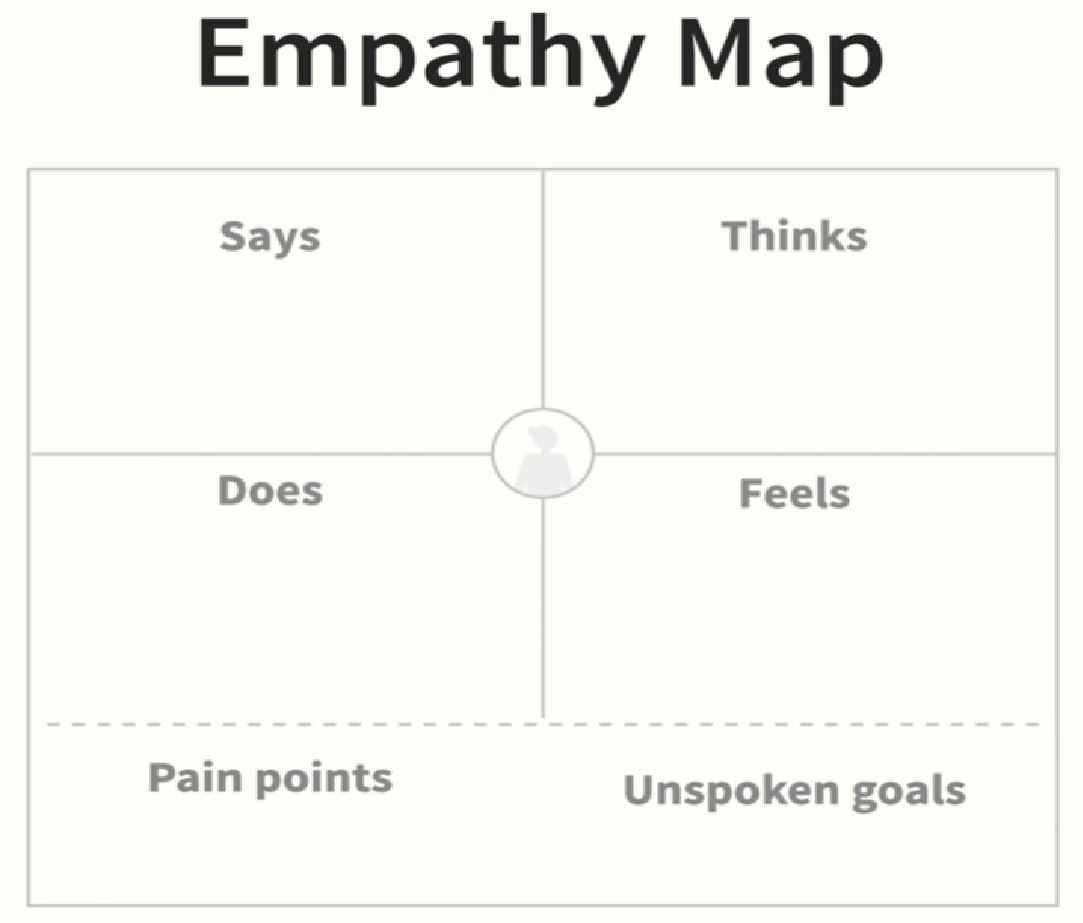 Empathy Map
Says
Thinks
Does
Feels
Pain points
Unspoken goals